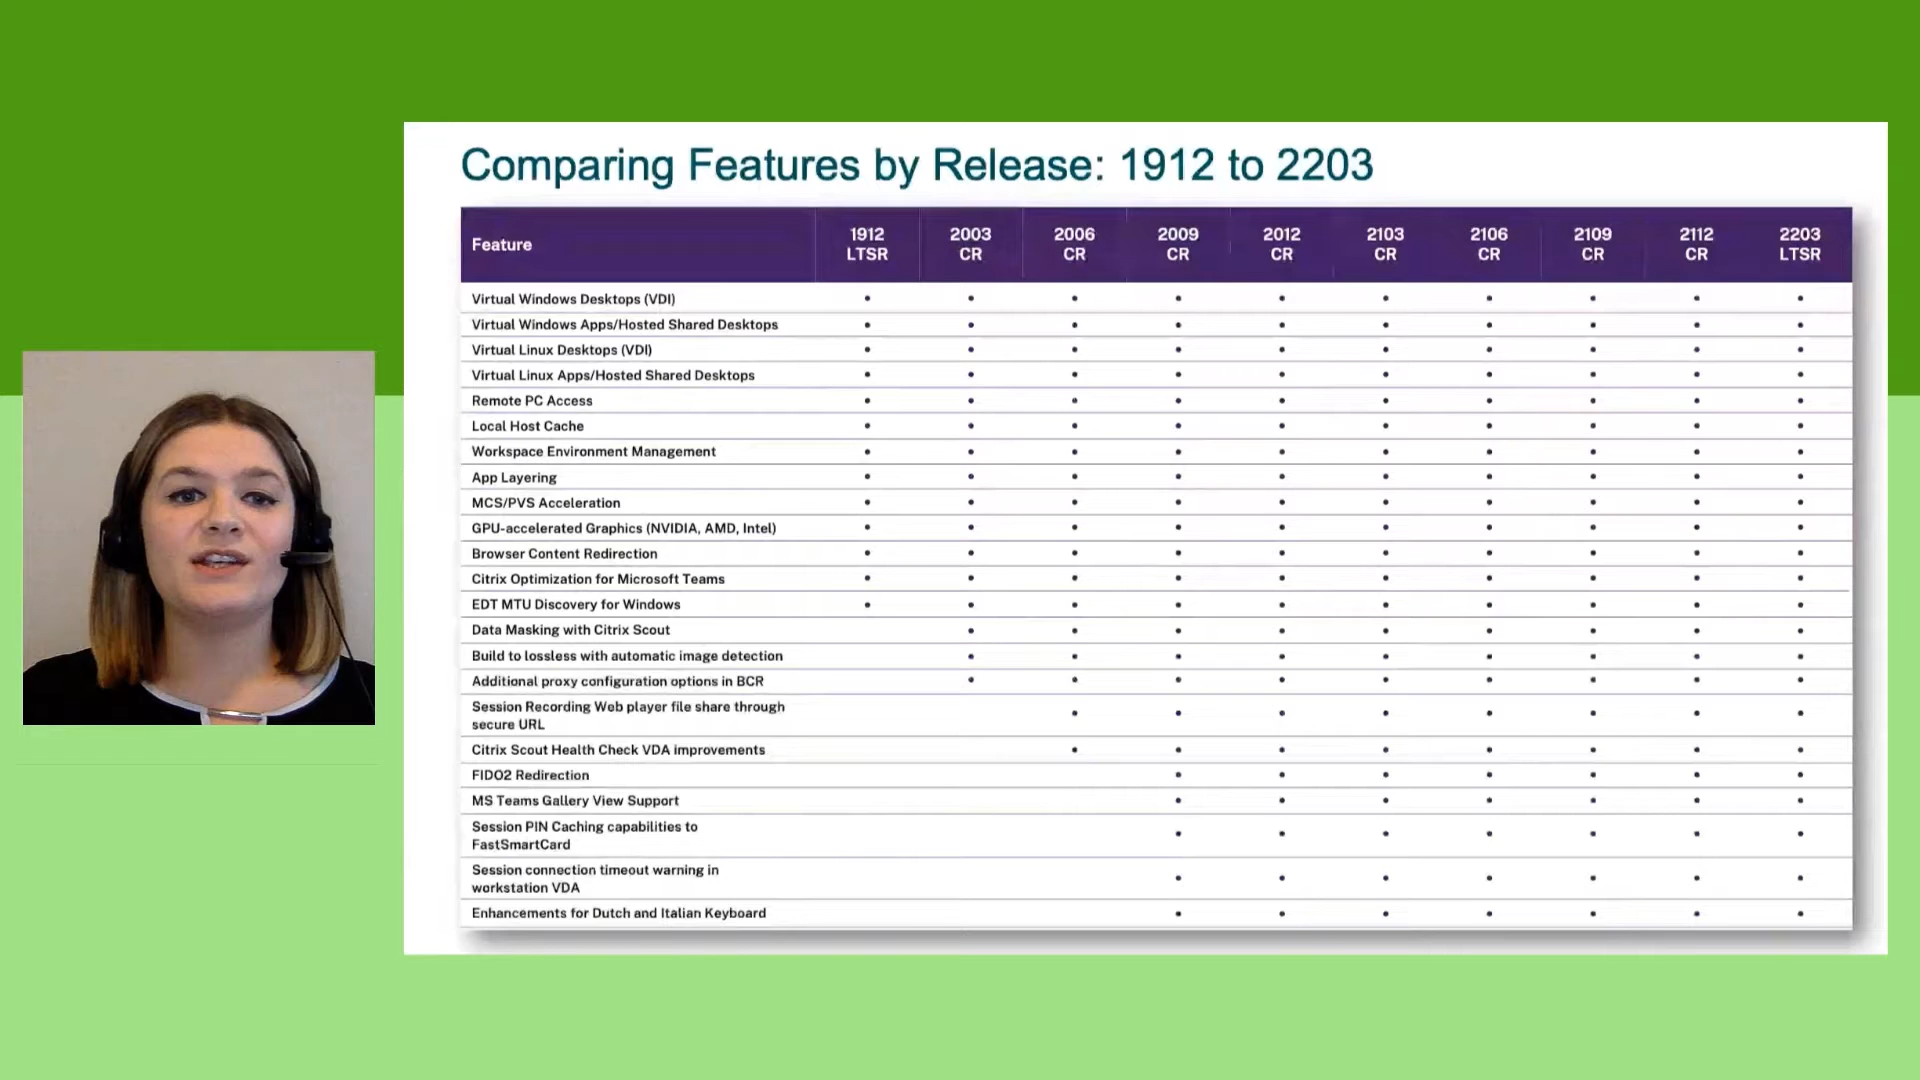 Comparing Features by Release: 1912 to 2203
Feature 1912 LTSR 2003 CR 2006 CR 2009 CR 2012 CR 2103 CR 2106 CR 2109 CR 2112 CR 2203 LTSR
Virtual Windows Desktops (VDI) • • • • • • • • • •
Virtual Windows Apps/Hosted Shared Desktops • • • • • • • • • •
Virtual Linux Desktops (VDI) • • • • • • • • • •
Virtual Linux Apps/Hosted Shared Desktops • • • • • • • • • •
Remote PC Access • • • • • • • • • •
Local Host Cache • • • • • • • • • •
Workspace Environment Management • • • • • • • • • •
App Layering • • • • • • • • • •
MCS/PVS Acceleration • • • • • • • • • •
GPU-accelerated Graphics (NVIDIA, AMD, Intel) • • • • • • • • • •
Browser Content Redirection • • • • • • • • • •
Citrix Optimization for Microsoft Teams • • • • • • • • • •
EDT MTU Discovery for Windows • • • • • • • • • •
Data Masking with Citrix Scout • • • • • • • • •
Build to lossless with automatic image detection • • • • • • • • •
Additional proxy configuration options in BCR • • • • • • • • •
Session Recording Web player file share through
secure URL • • • • • • • •
Citrix Scout Health Check VDA improvements • • • • • • • •
FIDO2 Redirection • • • • • • •
MS Teams Gallery View Support • • • • • • •
Session PIN Caching capabilities to
FastSmartCard • • • • • • •
Session connection timeout warning in
workstation VDA • • • • • • •
Enhancements for Dutch and Italian Keyboard • • • • • • •